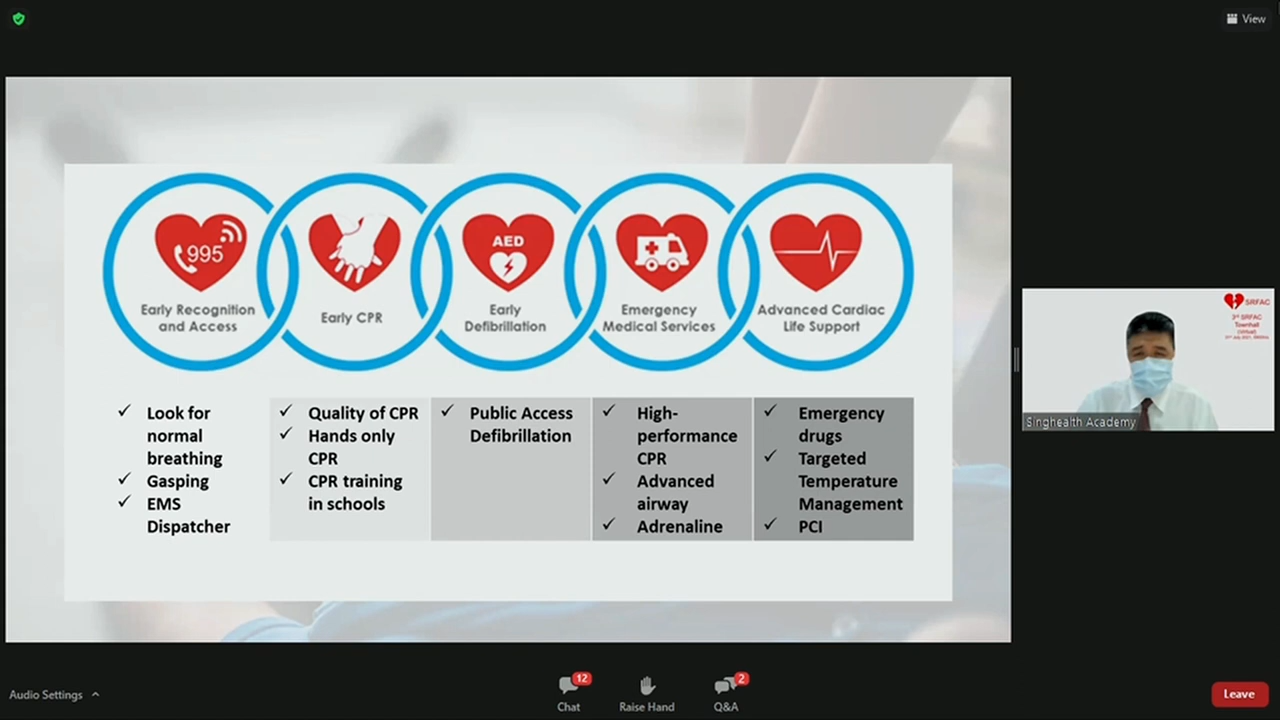 View
995
Early Recognition
and Access
Early CPR
AED
Early
Defibrillation
Emergency
Medical Services
Advanced Cardiac
Life Support
✓ Look for
normal
breathing
✓ Gasping
✓ EMS
Dispatcher
✓ Quality of CPR
✓ Hands only
CPR
✓ CPR training
in schools
✓ Public Access
Defibrillation
✓ High-
performance
CPR
✓ Advanced
airway
✓ Adrenaline
✓ Emergency
drugs
✓ Targeted
Temperature
Management
✓ PCI
SRFAC
3rd SRFAC
Townhall
(Virtual)
Singhealth Academy
Audio Settings
12
Chat
Raise Hand
2
Q&A
Leave